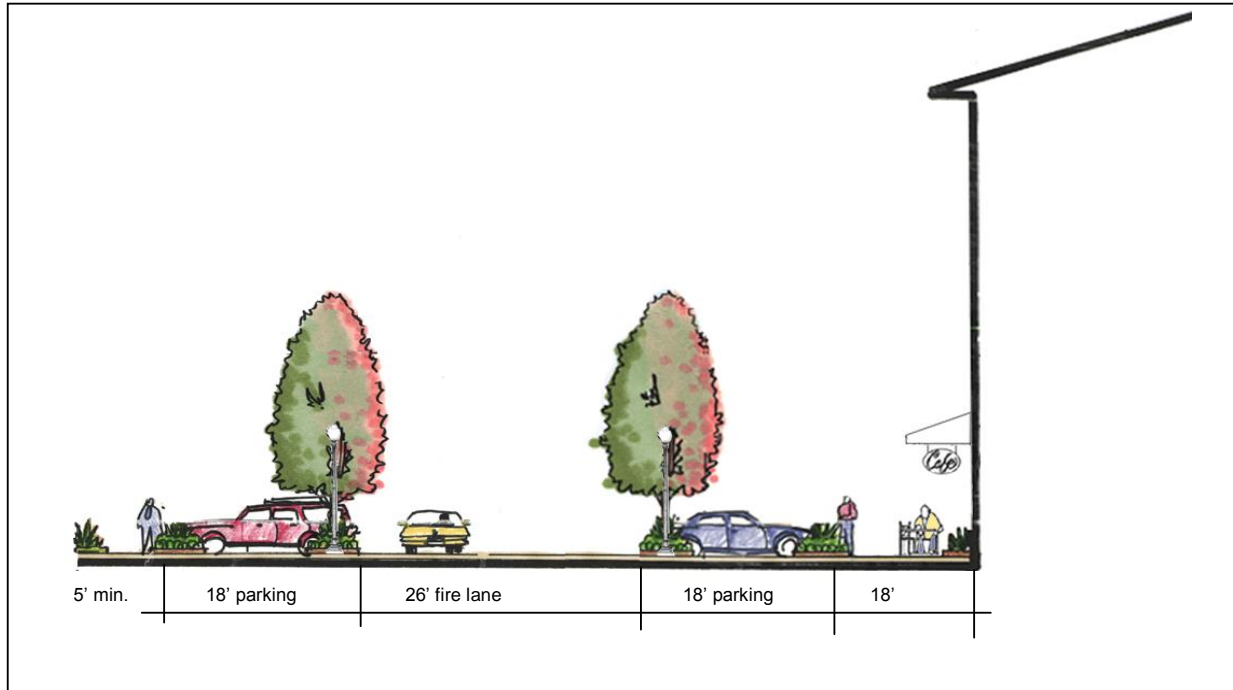 Cafe
5’ min.
18’ parking
26’ fire lane
18’ parking
18’